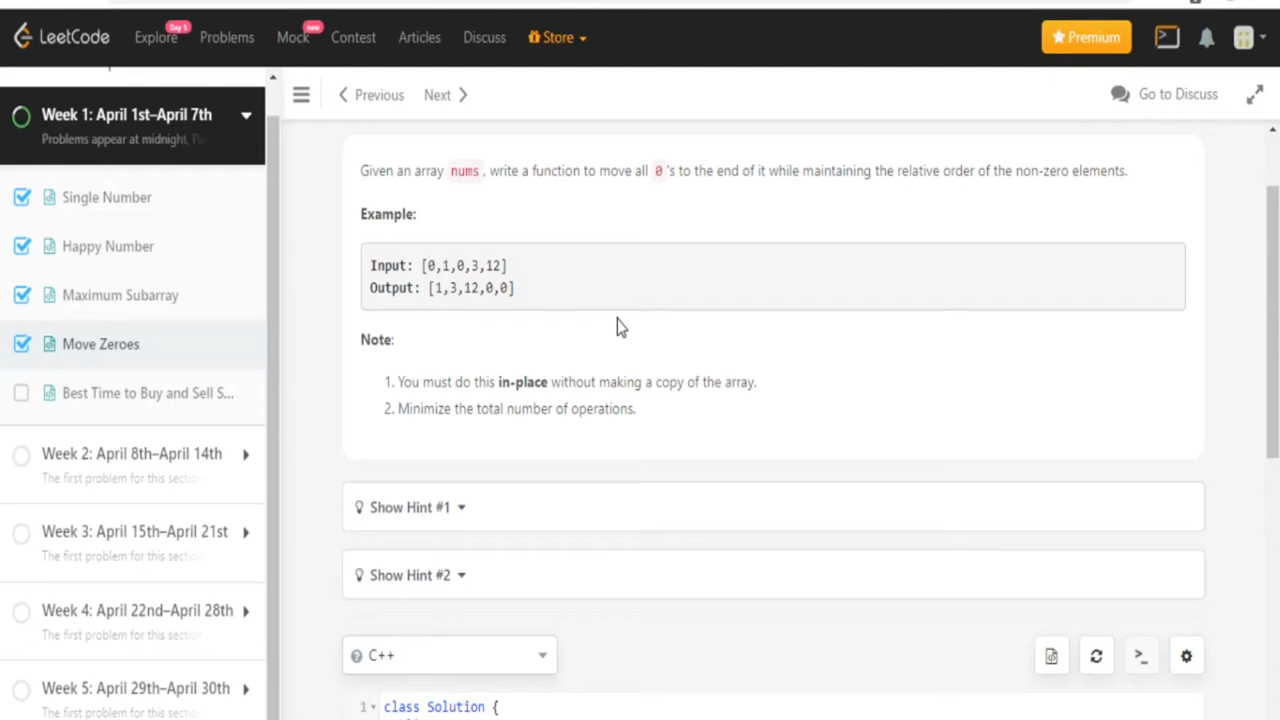 LeetCode Explore Day 5 Problems Mock new Contest Articles Discuss Store Premium
Week 1: April 1st–April 7th
Problems appear at midnight,
Single Number
Happy Number
Maximum Subarray
Move Zeroes
Best Time to Buy and Sell S...
Week 2: April 8th–April 14th
The first problem for this section
Week 3: April 15th–April 21st
The first problem for this section
Week 4: April 22nd–April 28th
The first problem for this section
Week 5: April 29th–April 30th
The first problem for this section
Previous Next Go to Discuss
Given an array nums, write a function to move all 0's to the end of it while maintaining the relative order of the non-zero elements.
Example:
Input: [0,1,0,3,12]
Output: [1,3,12,0,0]
Note:
1. You must do this in-place without making a copy of the array.
2. Minimize the total number of operations.
Show Hint #1
Show Hint #2
C++
1 class Solution {